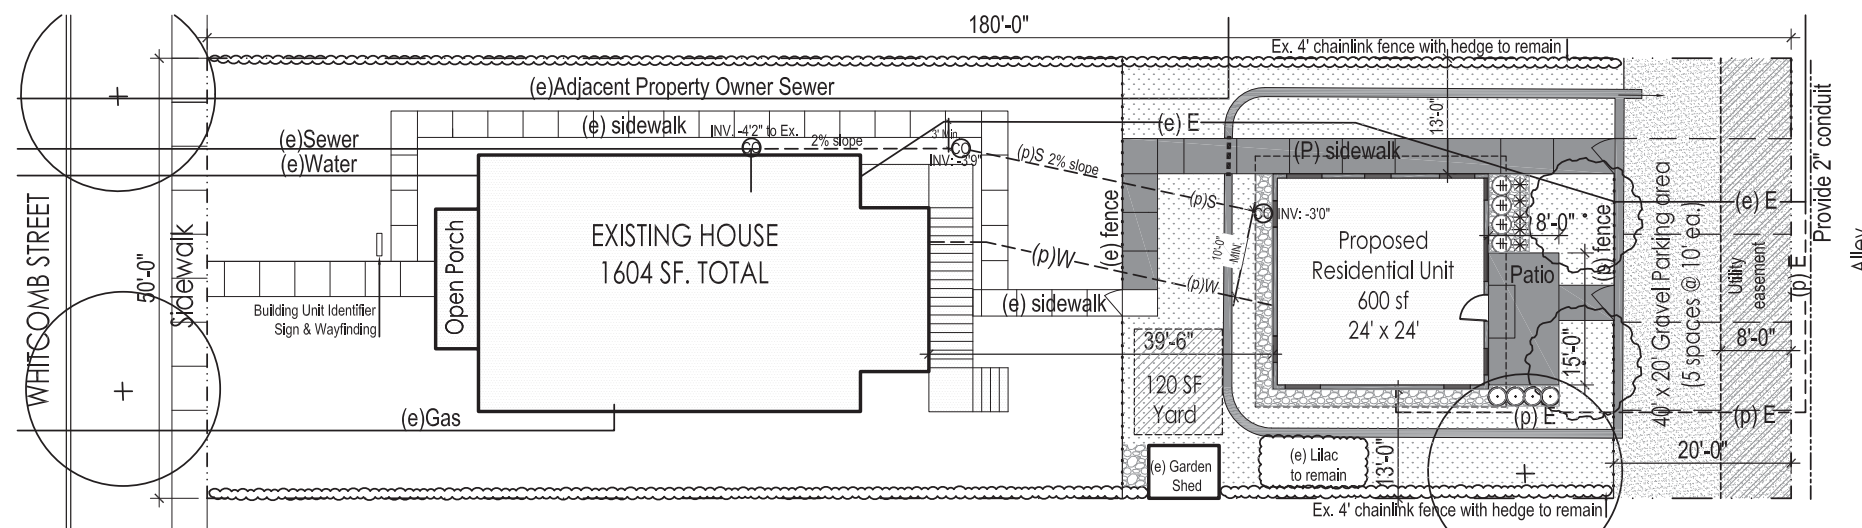 180'-0"
Ex. 4' chainlink fence with hedge to remain
(e)Adjacent Property Owner Sewer
(e)Sewer
(e)Water
(e) sidewalk
INV. -4'2" to Ex.
CO
2% slope
3' Min
CO
INV: -3'9"
(e) E
13'-0"
(P) sidewalk
(p)S 2% slope
(p)S
CO
INV: -3'0"
WHITCOMB STREET
Sidewalk
50'-0"
Open Porch
EXISTING HOUSE
1604 SF. TOTAL
Building Unit Identifier
Sign & Wayfinding
(p)W
(p)W
(e) fence
(e) sidewalk
10'-0"
MIN.
Proposed
Residential Unit
600 sf
24' x 24'
8'-0"
Patio
15'-0"
(p) fence
40' x 20' Gravel Parking area
(5 spaces @ 10' ea.)
(e) E
Utility
easement
(p) E
Provide 2" conduit
Alley
39'-6"
120 SF
Yard
8'-0"
(e)Gas
(p) E
(p) E
20'-0"
(e) Garden
Shed
(e) Lilac
to remain
13'-0"
Ex. 4' chainlink fence with hedge to remain